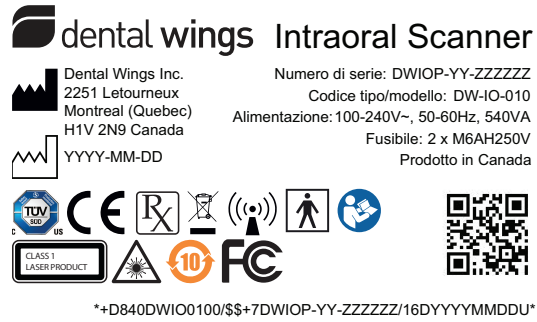 dental wings Intraoral Scanner
Dental Wings Inc.
2251 Letourneux
Montreal (Quebec)
H1V 2N9 Canada
YYYY-MM-DD
Numero di serie: DWIOP-YY-ZZZZZZ
Codice tipo/modello: DW-IO-010
Alimentazione: 100-240V~, 50-60Hz, 540VA
Fusibile: 2 x M6AH250V
Prodotto in Canada
TÜV
SÜD
C US
CE
Rx
10
FC
CLASS 1
LASER PRODUCT
*+D840DWIO0100/$$+7DWIOP-YY-ZZZZZZ/16DYYYYMMDDU*